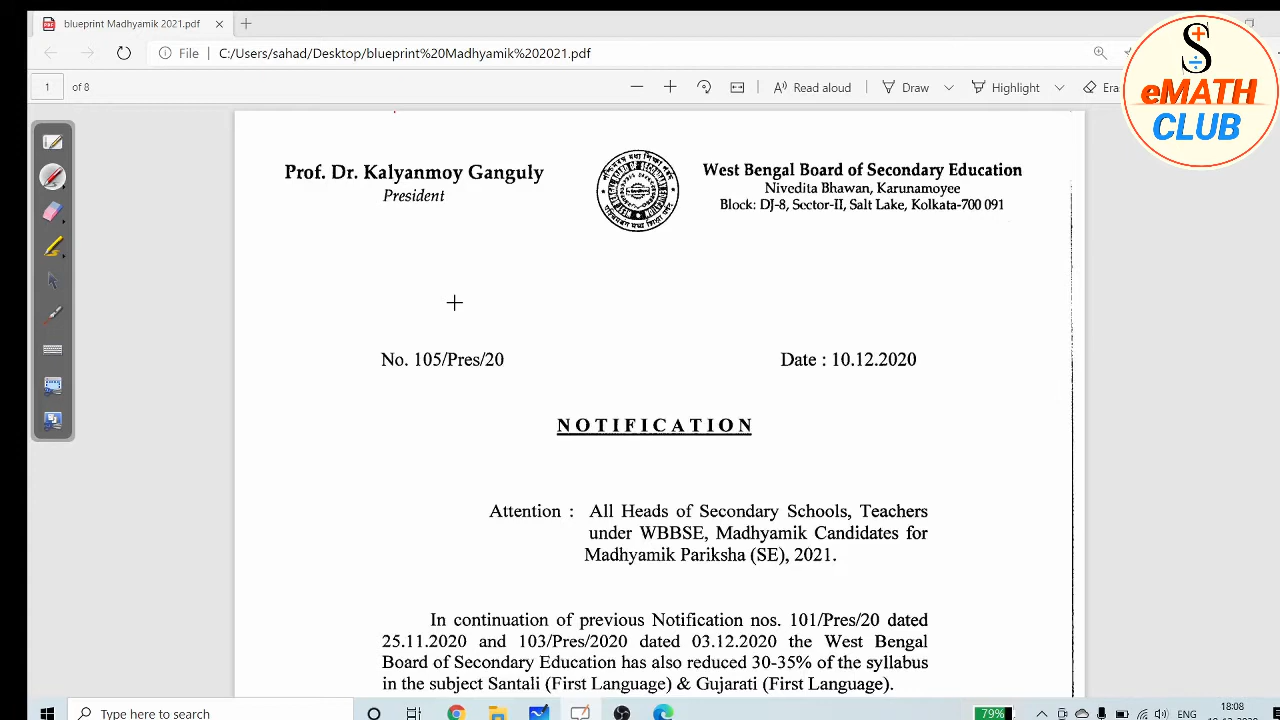 blueprint Madhyamik 2021.pdf
File C:/Users/sahad/Desktop/blueprint%20Madhyamik%202021.pdf
1 of 8
Read aloud Draw Highlight Era
S
eMATH
CLUB
Prof. Dr. Kalyanmoy Ganguly
President
West Bengal Board of Secondary Education
Nivedita Bhawan, Karunamoyee
Block: DJ-8, Sector-II, Salt Lake, Kolkata-700 091
No. 105/Pres/20
Date : 10.12.2020
NOTIFICATION
Attention : All Heads of Secondary Schools, Teachers
under WBBSE, Madhyamik Candidates for
Madhyamik Pariksha (SE), 2021.
In continuation of previous Notification nos. 101/Pres/20 dated
25.11.2020 and 103/Pres/2020 dated 03.12.2020 the West Bengal
Board of Secondary Education has also reduced 30-35% of the syllabus
in the subject Santali (First Language) & Gujarati (First Language).
Type here to search
79%
ENG
18:08